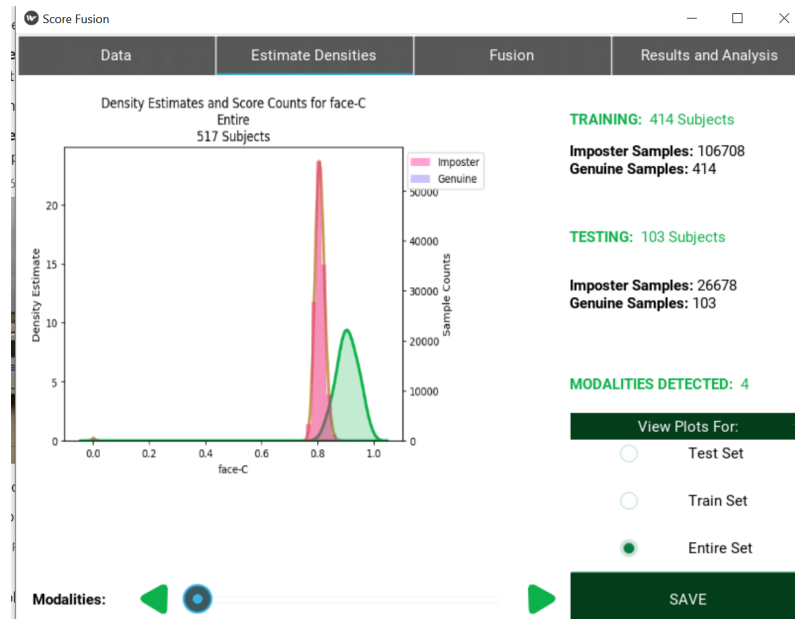 Score Fusion
Data
Estimate Densities
Fusion
Results and Analysis
Density Estimates and Score Counts for face-C
Entire
517 Subjects
Imposter
Genuine
Density Estimate
20
15
10
5
0
0.0 0.2 0.4 0.6 0.8 1.0
face-C
50000
40000
30000
20000
10000
0
Sample Counts
TRAINING: 414 Subjects
Imposter Samples: 106708
Genuine Samples: 414
TESTING: 103 Subjects
Imposter Samples: 26678
Genuine Samples: 103
MODALITIES DETECTED: 4
View Plots For:
Test Set
Train Set
Entire Set
Modalities:
SAVE